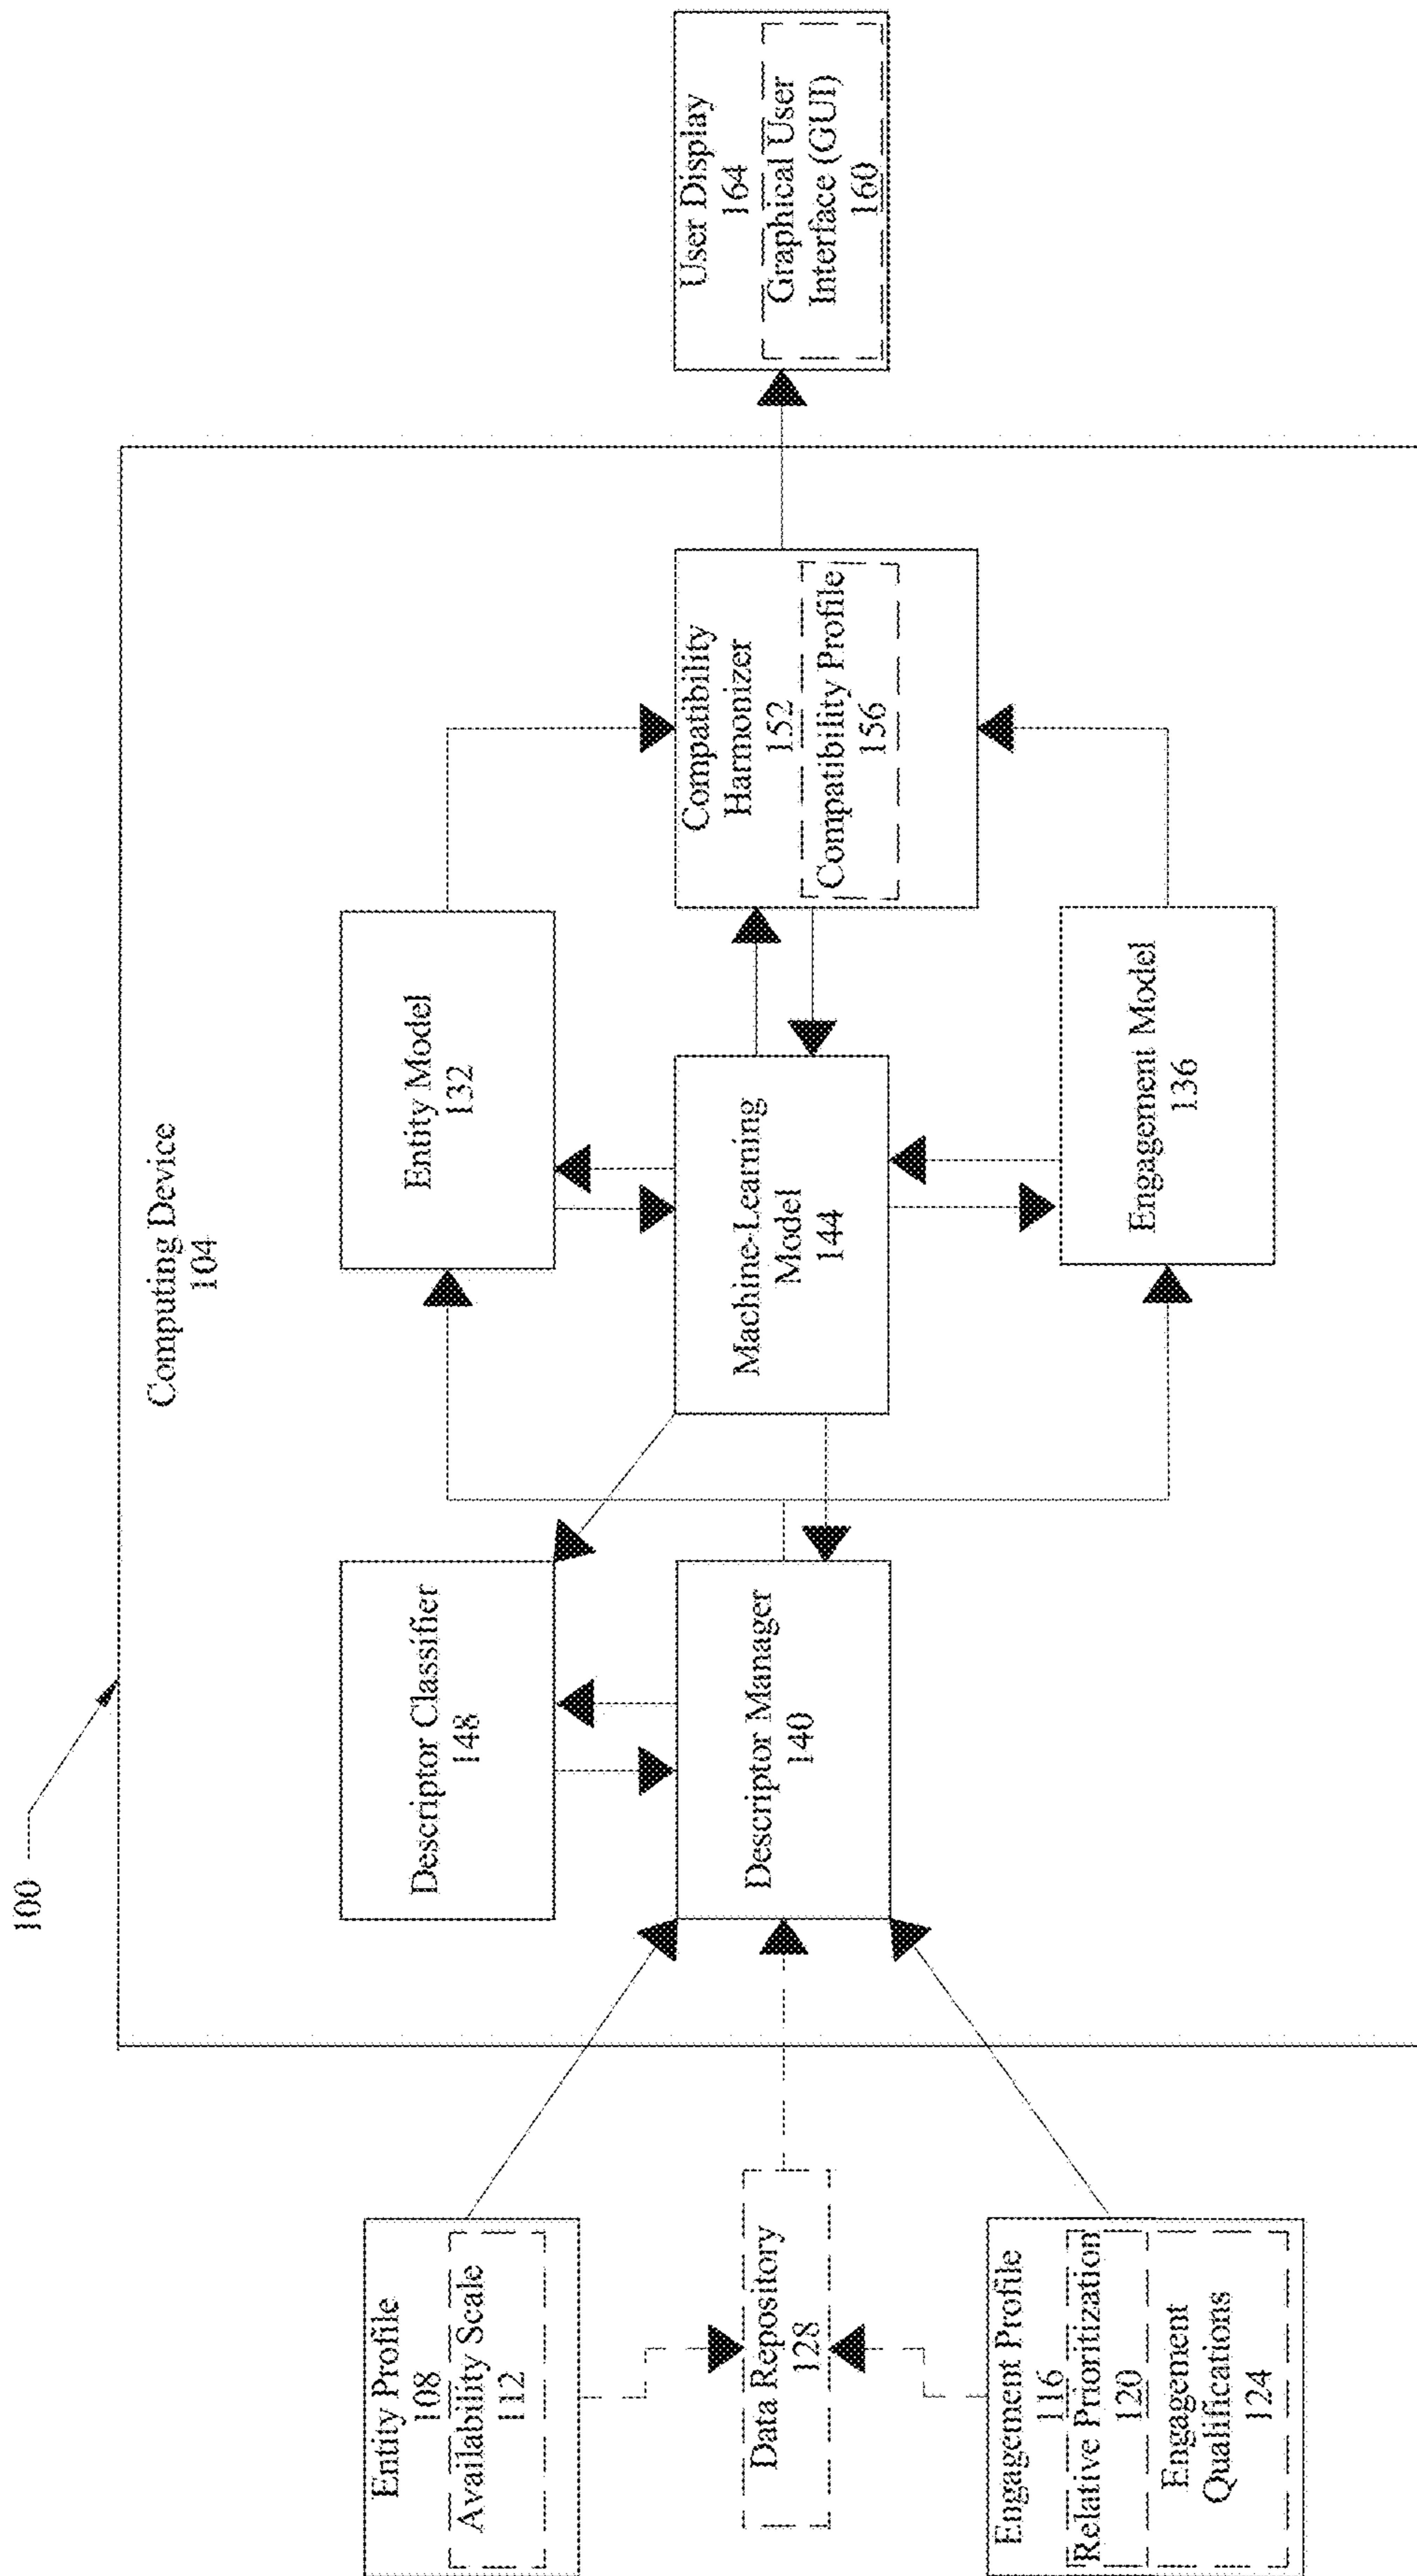 100
Computing Device
104
Entity Profile
108
Availability Scale
112
Data Repository
128
Engagement Profile
116
Relative Prioritization
120
Engagement
Qualifications
124
Descriptor Classifier
148
Descriptor Manager
140
Entity Model
132
Machine-Learning
Model
144
Engagement Model
136
Compatibility
Harmonizer
152
Compatibility Profile
156
User Display
164
Graphical User
Interface (GUI)
160